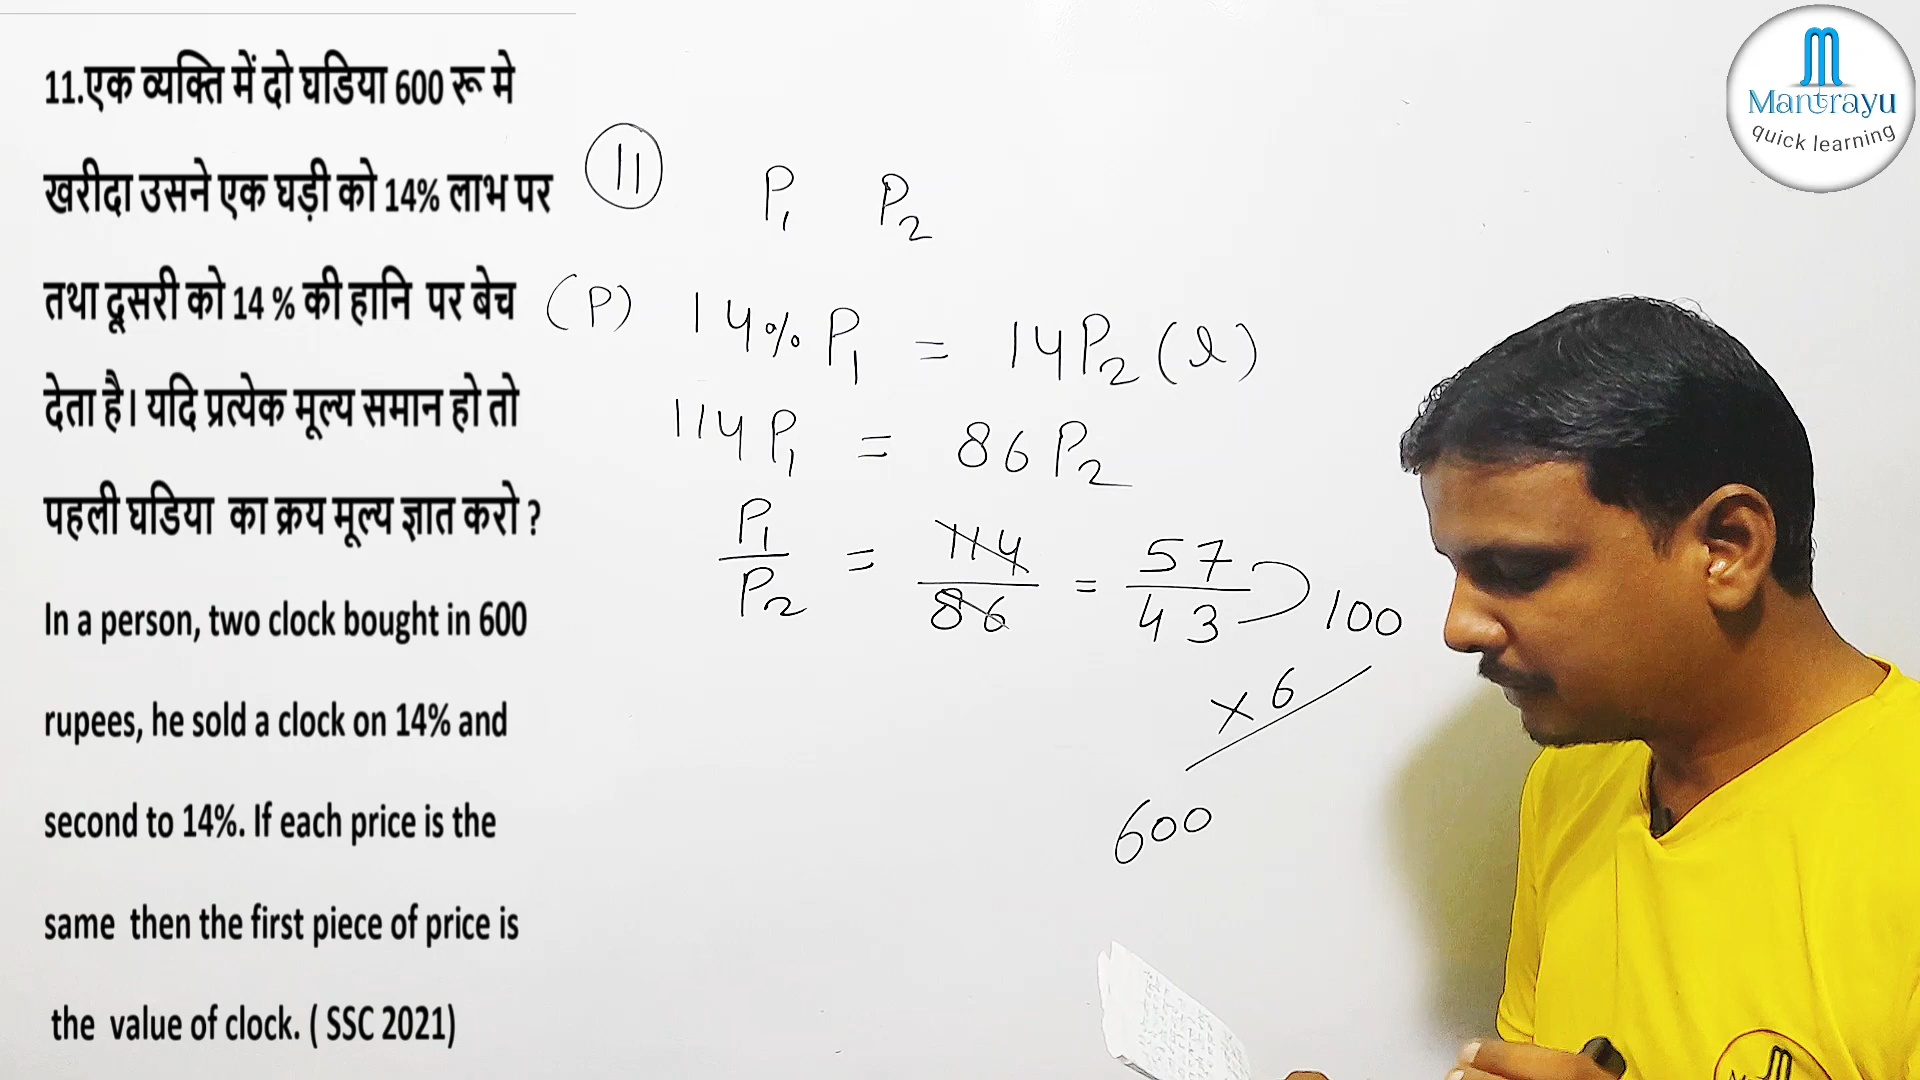 11.एक व्यक्ति में दो घडिया 600 रू मे
खरीदा उसने एक घड़ी को 14% लाभ पर
तथा दूसरी को 14 % की हानि पर बेच
देता है। यदि प्रत्येक मूल्य समान हो तो
पहली घडिया का क्रय मूल्य ज्ञात करो ?
In a person, two clock bought in 600
rupees, he sold a clock on 14% and
second to 14%. If each price is the
same then the first piece of price is
the value of clock. ( SSC 2021)
11
P₁ P₂
(P) 14% P₁ = 14P₂ (l)
114P₁ = 86P₂
P₁/P₂ = 114/86 = 57/43 100
× 6
600
m
Mantrayu
quick learning